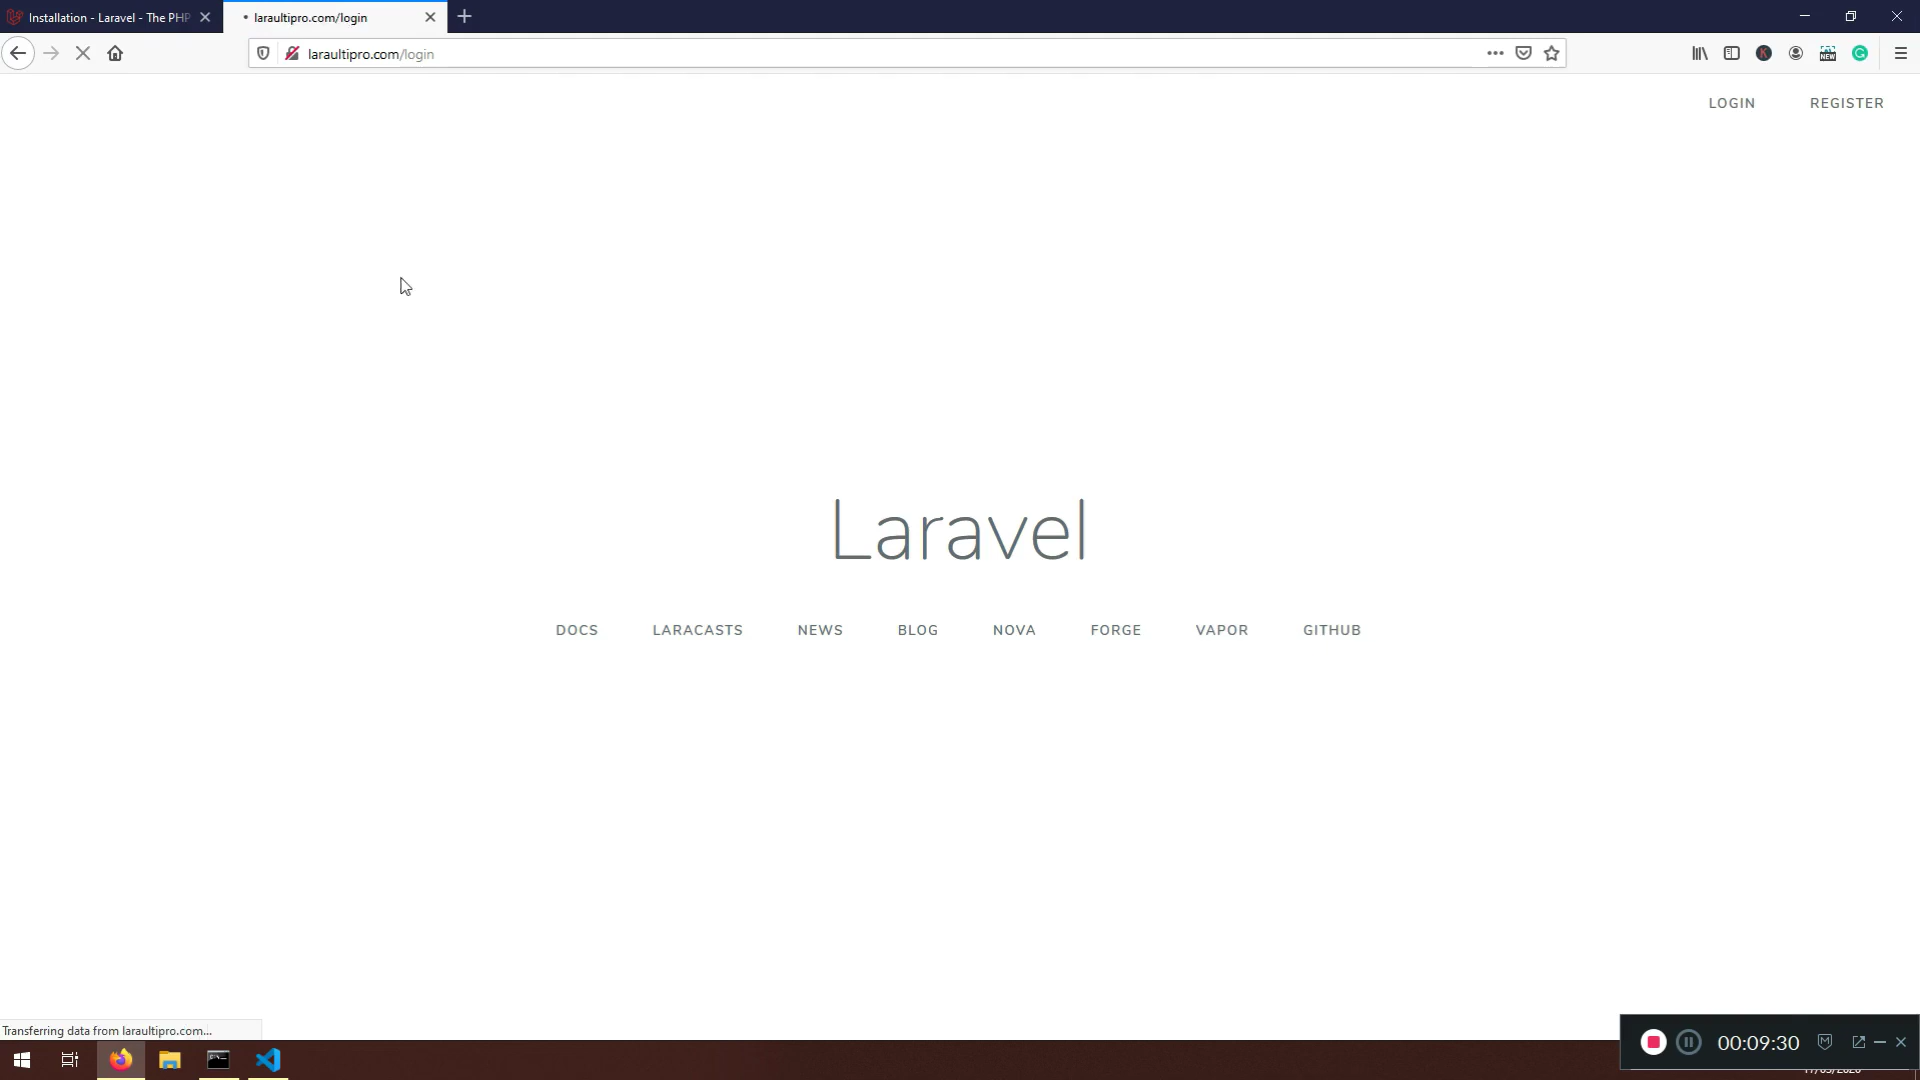 Installation - Laravel - The PHP
laraultipro.com/login
laraultipro.com/login
LOGIN
REGISTER
Laravel
DOCS
LARACASTS
NEWS
BLOG
NOVA
FORGE
VAPOR
GITHUB
Transferring data from laraultipro.com...
00:09:30